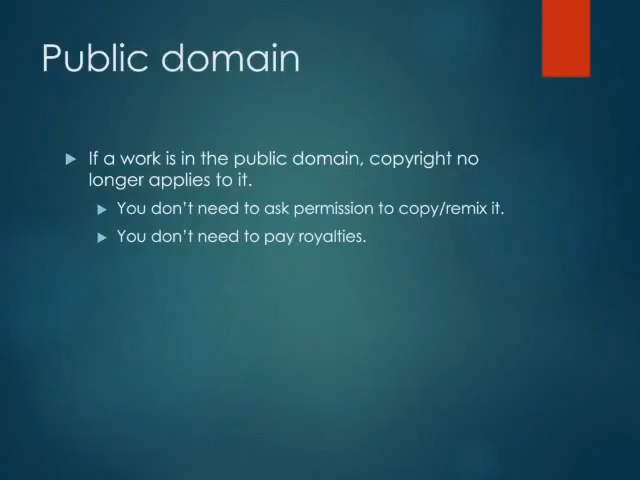 Public domain
If a work is in the public domain, copyright no
longer applies to it.
You don't need to ask permission to copy/remix it.
You don't need to pay royalties.